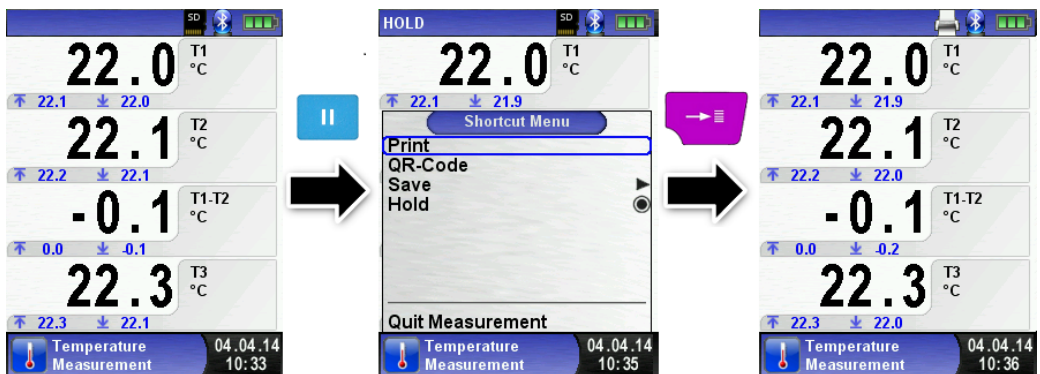 SD
22.0
T1
°C
22.1 22.0
22.1
T2
°C
22.2 22.1
-0.1
T1-T2
°C
0.0 -0.1
22.3
T3
°C
22.3 22.1
Temperature
Measurement
04.04.14
10:33
HOLD
SD
22.0
T1
°C
22.1 21.9
Shortcut Menu
Print
QR-Code
Save
Hold
Quit Measurement
Temperature
Measurement
04.04.14
10:35
22.0
T1
°C
22.1 21.9
22.1
T2
°C
22.2 22.0
-0.1
T1-T2
°C
0.0 -0.2
22.3
T3
°C
22.3 22.0
Temperature
Measurement
04.04.14
10:36